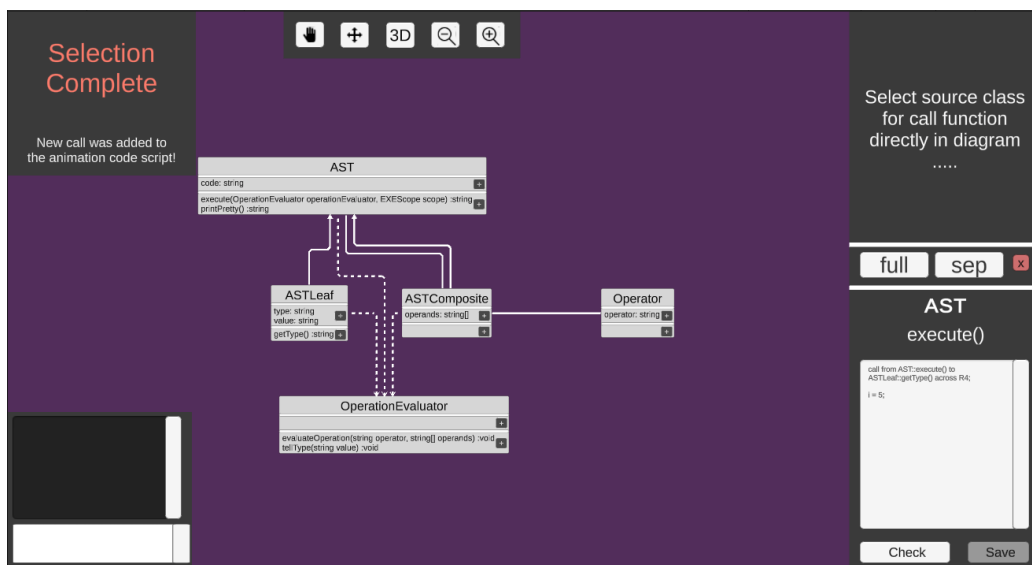 Selection
Complete
New call was added to
the animation code script!
3D
AST
code: string
+
execute(OperationEvaluator operationEvaluator, EXEScope scope) :string
printPretty() :string
+
ASTLeaf
type: string
value: string
+
getType() :string
+
ASTComposite
operands: string[]
+
+
Operator
operator: string
+
+
OperationEvaluator
+
evaluateOperation(string operator, string[] operands) :void
tellType(string value) :void
+
Select source class
for call function
directly in diagram
.....
full
sep
x
AST
execute()
call from AST::execute() to
ASTLeaf::getType() across R4;
i = 5;
Check
Save